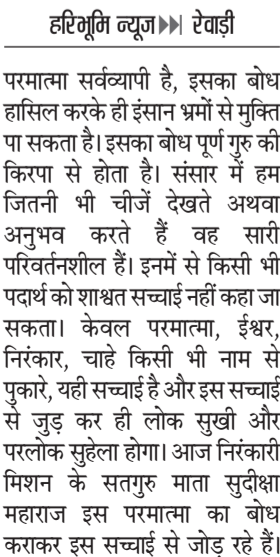 हरिभूमि न्यूज▶▶| रेवाड़ी
परमात्मा सर्वव्यापी है, इसका बोध
हासिल करके ही इंसान भ्रमों से मुक्ति
पा सकता है। इसका बोध पूर्ण गुरु की
किरपा से होता है। संसार में हम
जितनी भी चीजें देखते अथवा
अनुभव करते हैं वह सारी
परिवर्तनशील हैं। इनमें से किसी भी
पदार्थ को शाश्वत सच्चाई नहीं कहा जा
सकता। केवल परमात्मा, ईश्वर,
निरंकार, चाहे किसी भी नाम से
पुकारे, यही सच्चाई है और इस सच्चाई
से जुड़ कर ही लोक सुखी और
परलोक सुहेला होगा। आज निरंकारी
मिशन के सतगुरु माता सुदीक्षा
महाराज इस परमात्मा का बोध
कराकर इस सच्चाई से जोड़ रहे हैं।